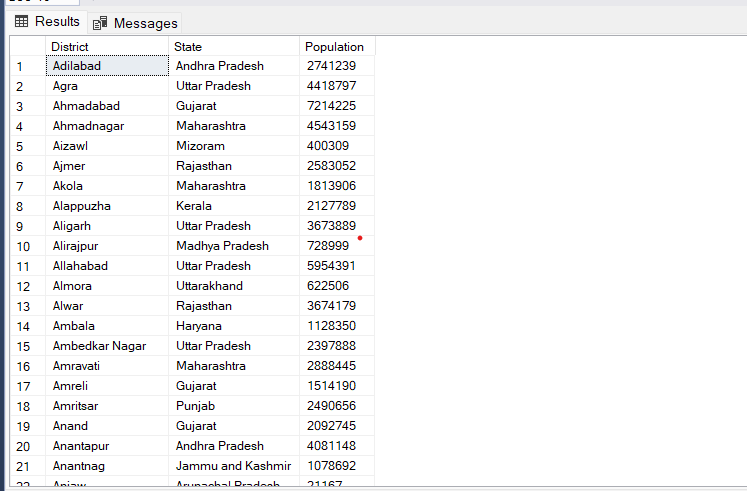 Results Messages
District State Population
1 Adilabad Andhra Pradesh 2741239
2 Agra Uttar Pradesh 4418797
3 Ahmadabad Gujarat 7214225
4 Ahmadnagar Maharashtra 4543159
5 Aizawl Mizoram 400309
6 Ajmer Rajasthan 2583052
7 Akola Maharashtra 1813906
8 Alappuzha Kerala 2127789
9 Aligarh Uttar Pradesh 3673889
10 Alirajpur Madhya Pradesh 728999
11 Allahabad Uttar Pradesh 5954391
12 Almora Uttarakhand 622506
13 Alwar Rajasthan 3674179
14 Ambala Haryana 1128350
15 Ambedkar Nagar Uttar Pradesh 2397888
16 Amravati Maharashtra 2888445
17 Amreli Gujarat 1514190
18 Amritsar Punjab 2490656
19 Anand Gujarat 2092745
20 Anantapur Andhra Pradesh 4081148
21 Anantnag Jammu and Kashmir 1078692
22 Anjaw Arunachal Pradesh 21167